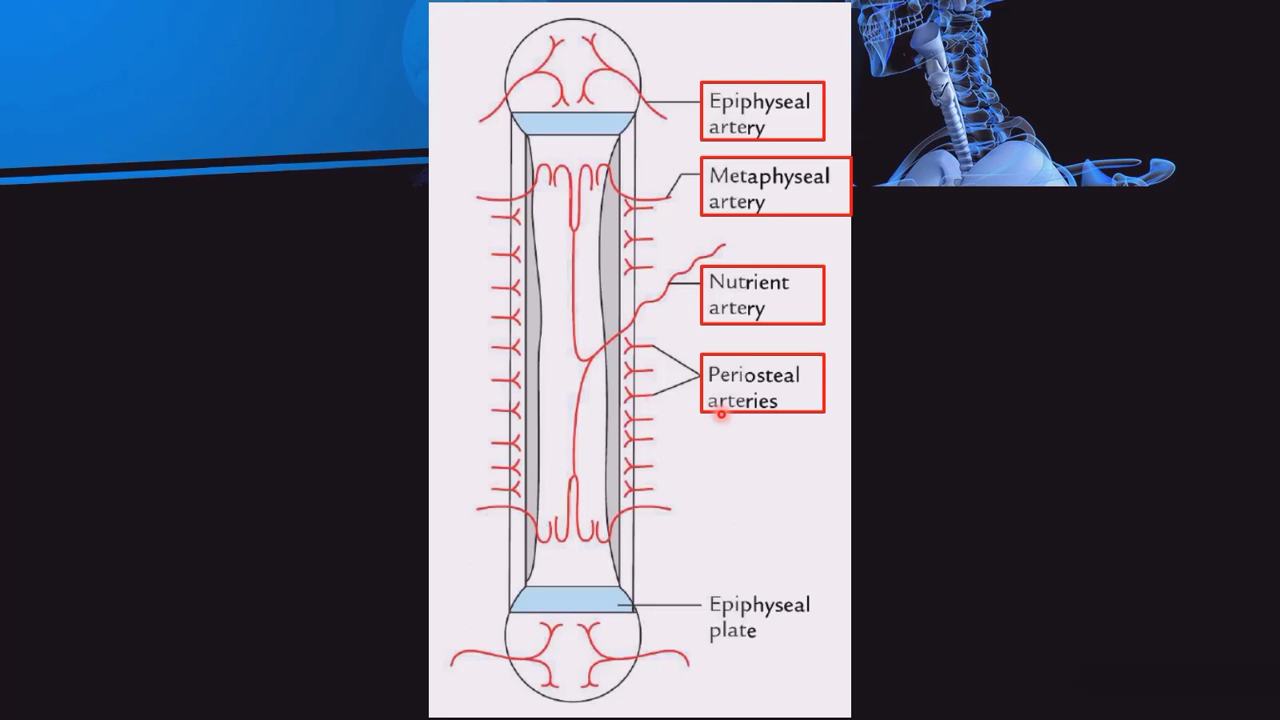 Epiphyseal
artery
Metaphyseal
artery
Nutrient
artery
Periosteal
arteries
Epiphyseal
plate